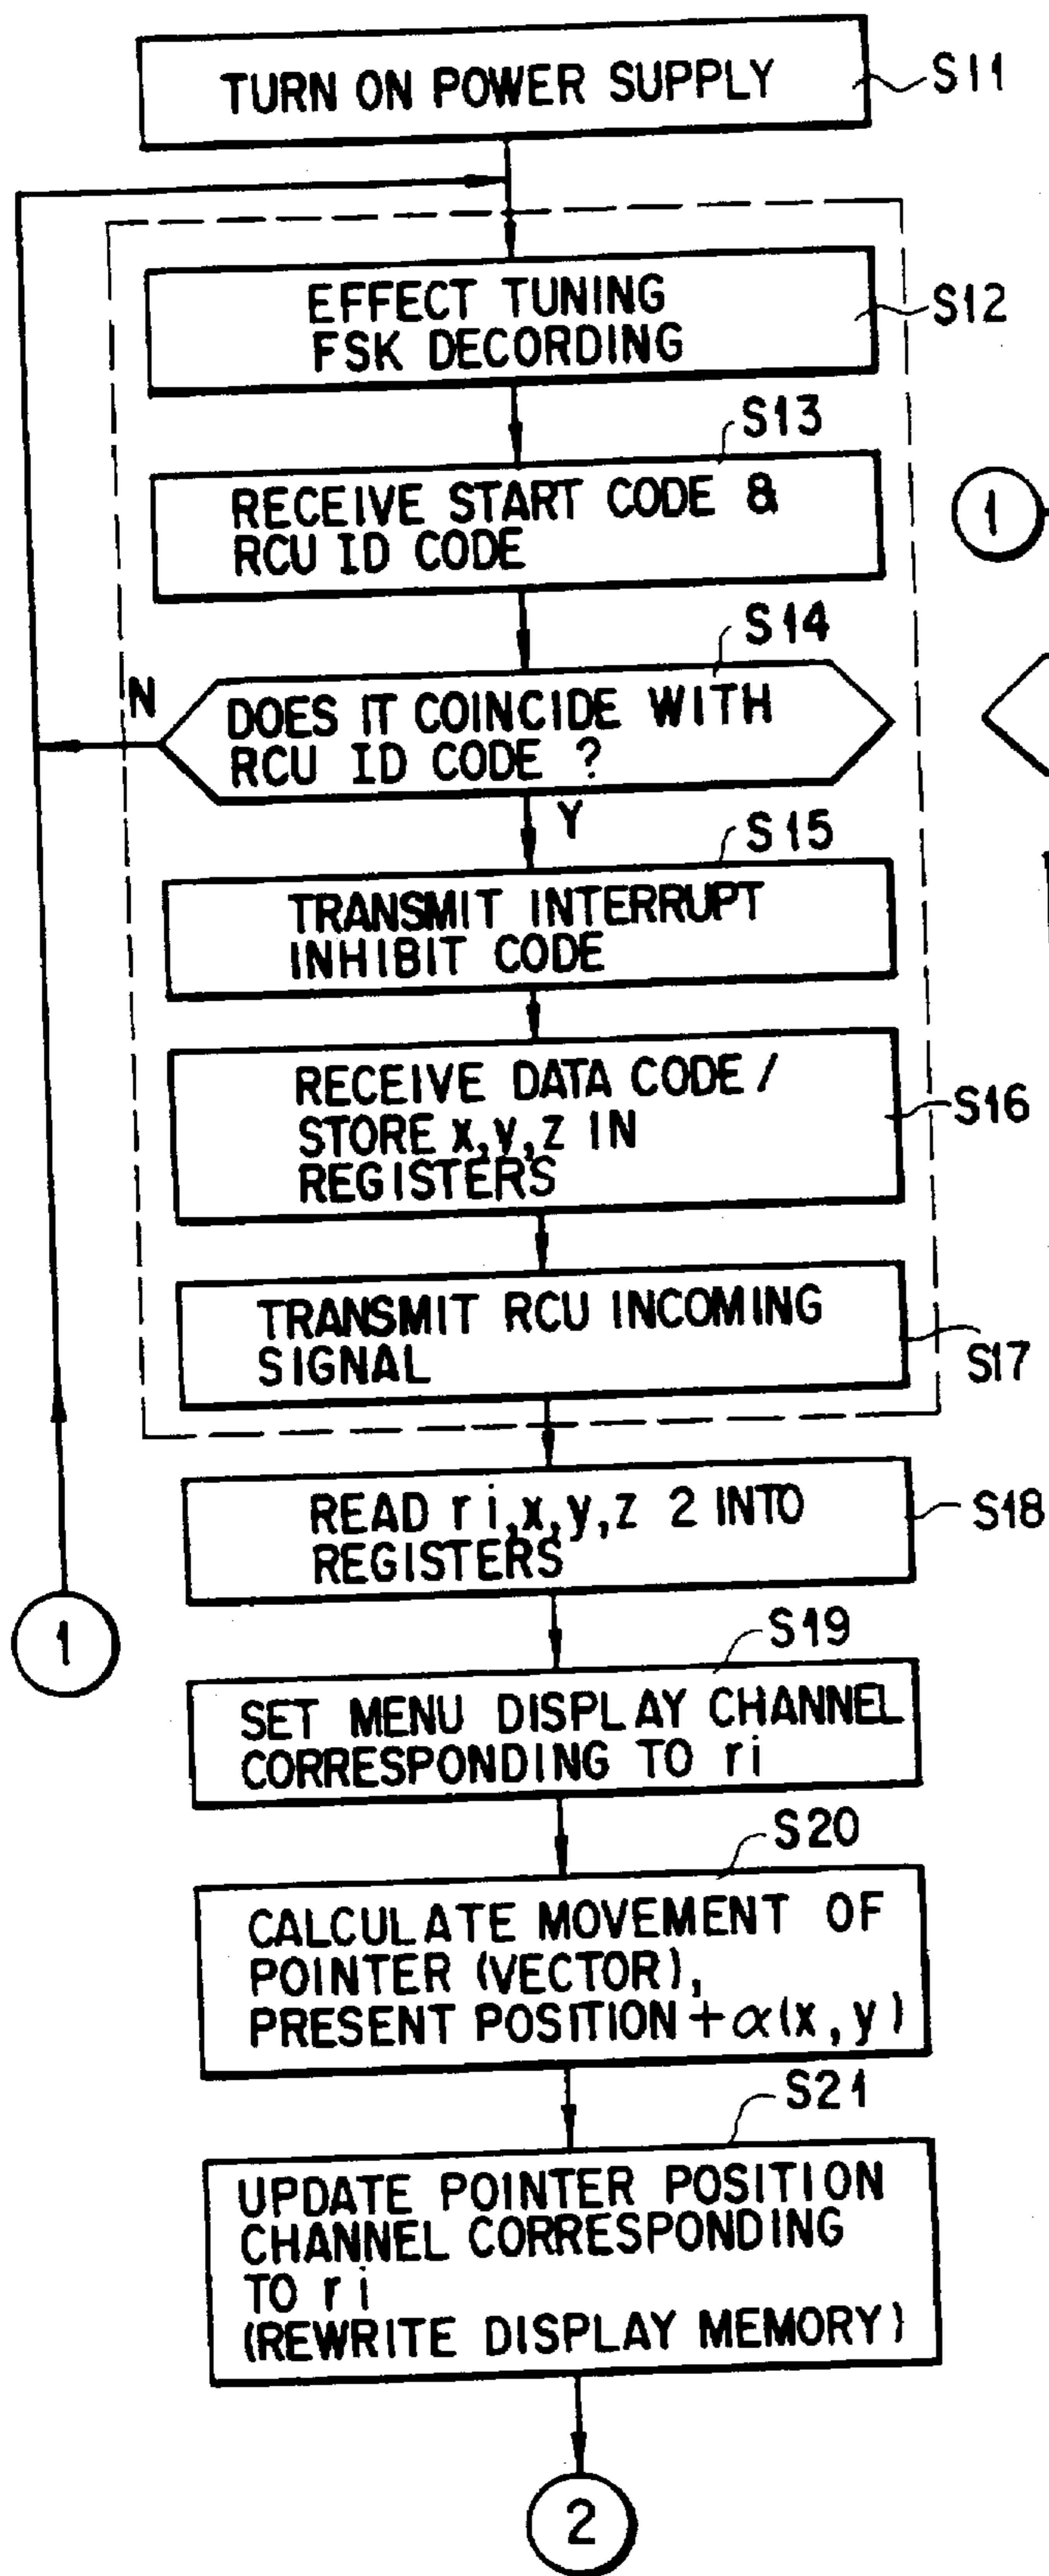 TURN ON POWER SUPPLY
S11
EFFECT TUNING
FSK DECORDING
S12
S13
RECEIVE START CODE &
RCU ID CODE
1
S14
N
DOES IT COINCIDE WITH
RCU ID CODE ?
Y
S15
TRANSMIT INTERRUPT
INHIBIT CODE
RECEIVE DATA CODE /
STORE x,y,z IN
REGISTERS
S16
TRANSMIT RCU INCOMING
SIGNAL
S17
READ ri,x,y,z 2 INTO
REGISTERS
S18
1
S19
SET MENU DISPLAY CHANNEL
CORRESPONDING TO ri
S20
CALCULATE MOVEMENT OF
POINTER (VECTOR),
PRESENT POSITION + α(x,y)
S21
UPDATE POINTER POSITION
CHANNEL CORRESPONDING
TO ri
(REWRITE DISPLAY MEMORY)
2